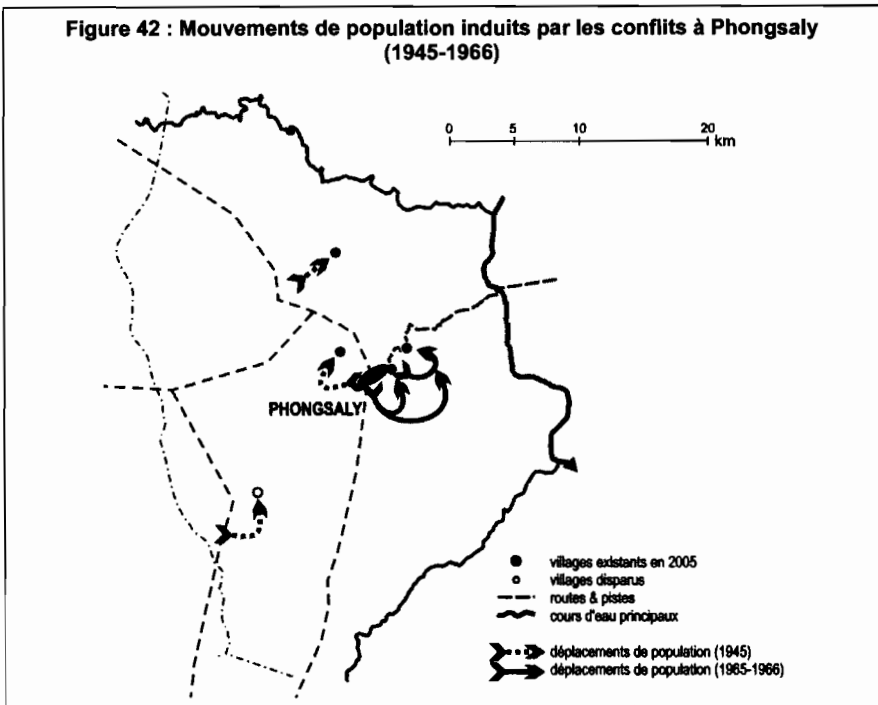 Figure 42 : Mouvements de population induits par les conflits à Phongsaly
(1945-1966)
0 5 10 20 km
PHONGSALY
villages existants en 2005
villages disparus
routes & pistes
cours d'eau principaux
déplacements de population (1945)
déplacements de population (1965-1966)